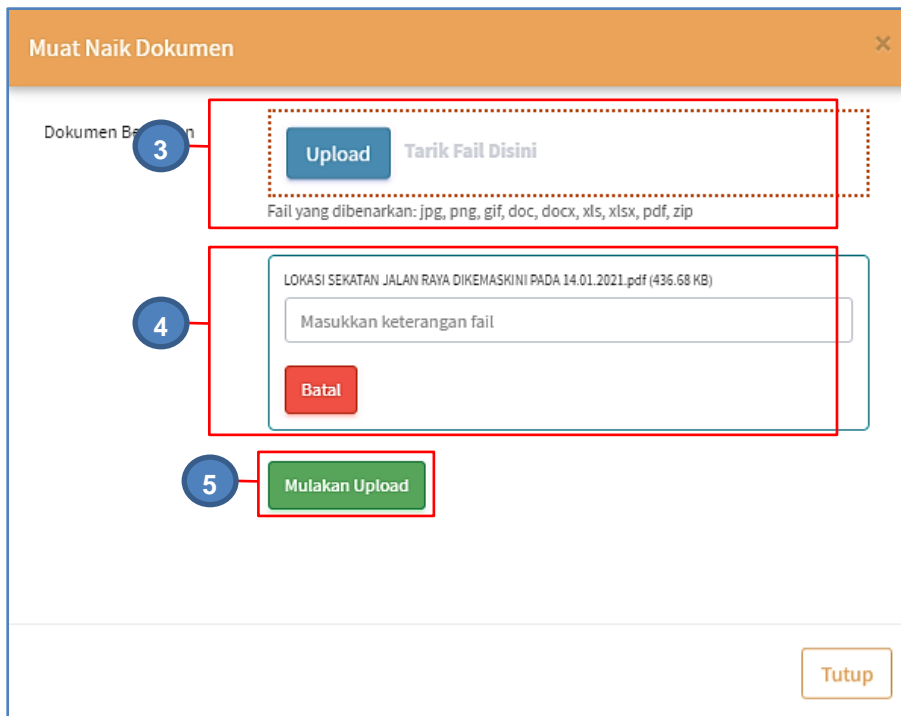 Muat Naik Dokumen ×
Dokumen
3
Upload Tarik Fail Disini
Fail yang dibenarkan: jpg, png, gif, doc, docx, xls, xlsx, pdf, zip
LOKASI SEKATAN JALAN RAYA DIKEMASKINI PADA 14.01.2021.pdf (436.68 KB)
4
Masukkan keterangan fail
Batal
5
Mulakan Upload
Tutup